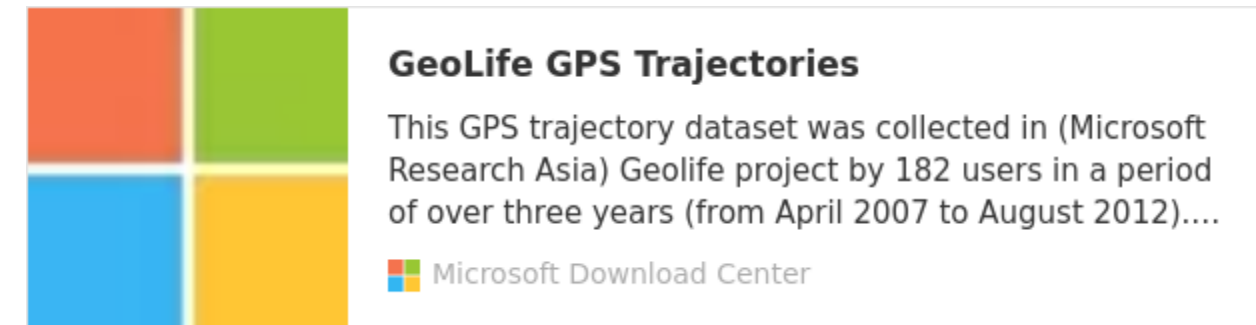 GeoLife GPS Trajectories
This GPS trajectory dataset was collected in (Microsoft
Research Asia) Geolife project by 182 users in a period
of over three years (from April 2007 to August 2012)....
Microsoft Download Center